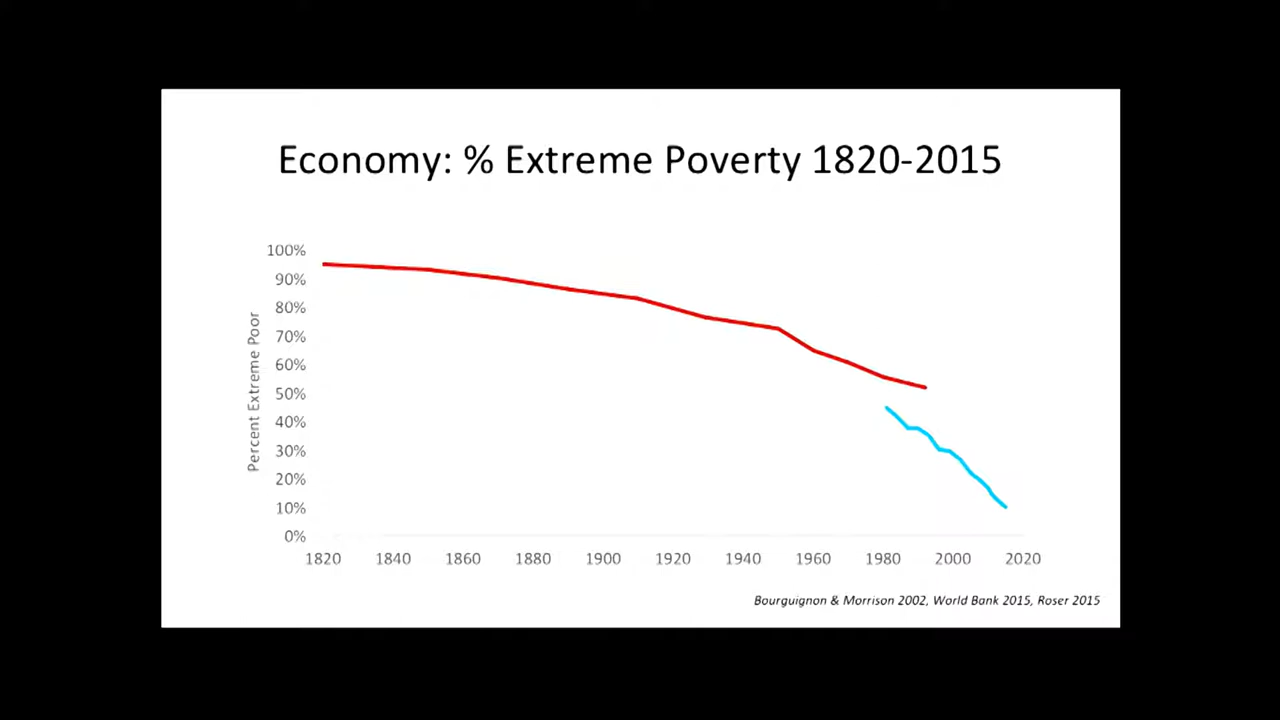 Economy: % Extreme Poverty 1820-2015
Percent Extreme Poor
100%
90%
80%
70%
60%
50%
40%
30%
20%
10%
0%
1820 1840 1860 1880 1900 1920 1940 1960 1980 2000 2020
Bourguignon & Morrison 2002, World Bank 2015, Roser 2015